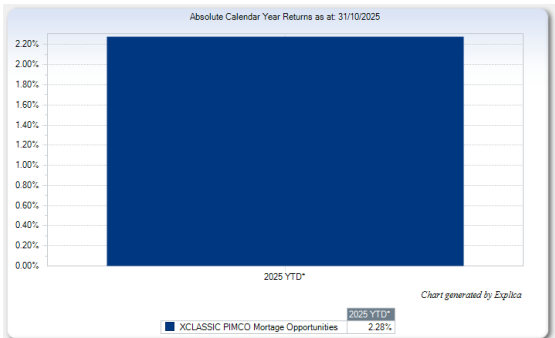 Absolute Calendar Year Returns as at: 31/10/2025
2.20%
2.00%
1.80%
1.60%
1.40%
1.20%
1.00%
0.80%
0.60%
0.40%
0.20%
0.00%
2025 YTD*
Chart generated by Explica
2025 YTD*
XCLASSIC PIMCO Mortage Opportunities 2.28%